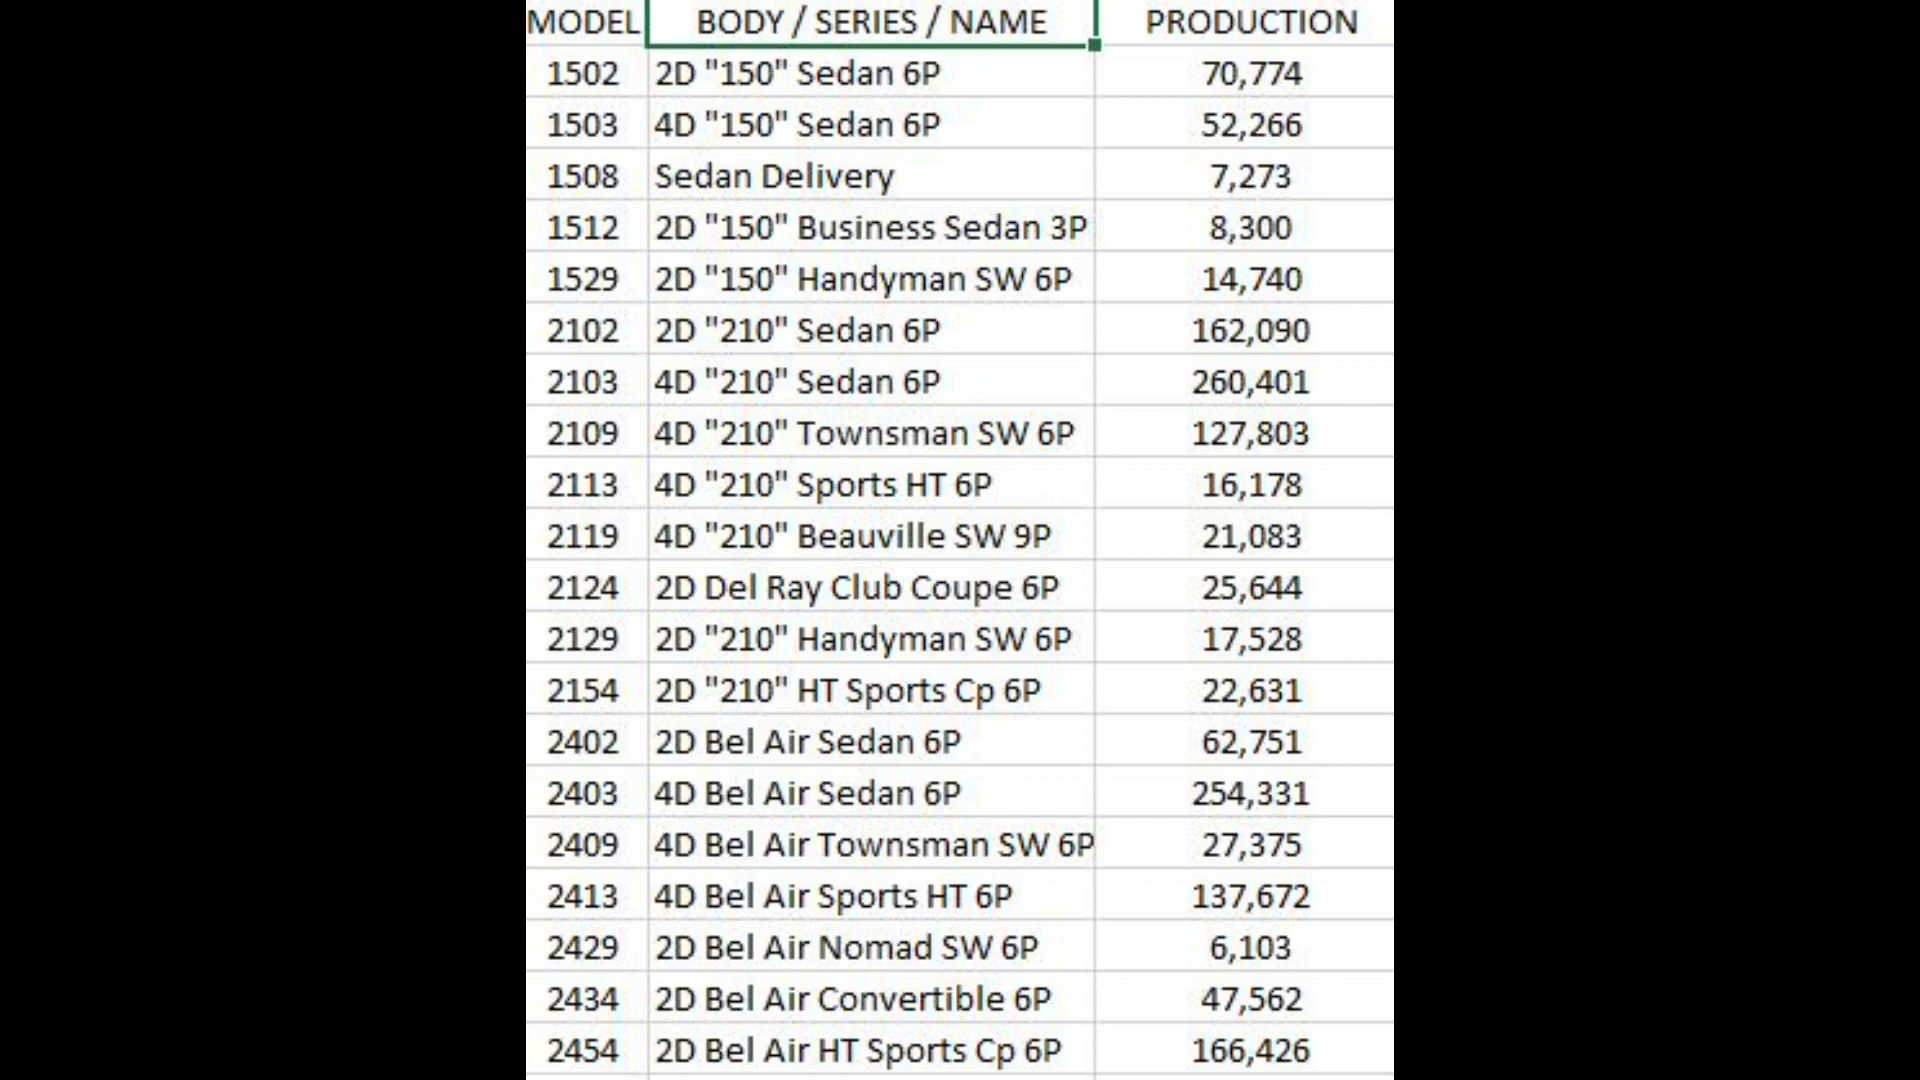 MODEL BODY / SERIES / NAME PRODUCTION
1502 2D "150" Sedan 6P 70,774
1503 4D "150" Sedan 6P 52,266
1508 Sedan Delivery 7,273
1512 2D "150" Business Sedan 3P 8,300
1529 2D "150" Handyman SW 6P 14,740
2102 2D "210" Sedan 6P 162,090
2103 4D "210" Sedan 6P 260,401
2109 4D "210" Townsman SW 6P 127,803
2113 4D "210" Sports HT 6P 16,178
2119 4D "210" Beauville SW 9P 21,083
2124 2D Del Ray Club Coupe 6P 25,644
2129 2D "210" Handyman SW 6P 17,528
2154 2D "210" HT Sports Cp 6P 22,631
2402 2D Bel Air Sedan 6P 62,751
2403 4D Bel Air Sedan 6P 254,331
2409 4D Bel Air Townsman SW 6P 27,375
2413 4D Bel Air Sports HT 6P 137,672
2429 2D Bel Air Nomad SW 6P 6,103
2434 2D Bel Air Convertible 6P 47,562
2454 2D Bel Air HT Sports Cp 6P 166,426